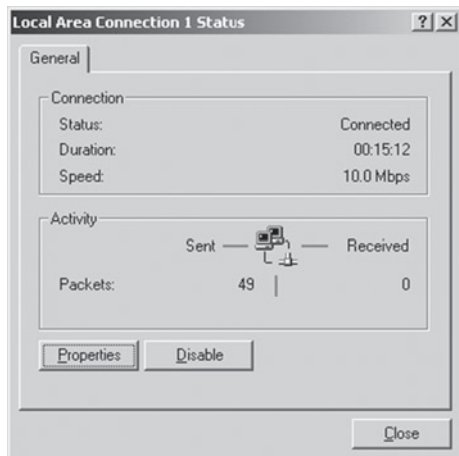 Local Area Connection 1 Status
General
Connection
Status: Connected
Duration: 00:15:12
Speed: 10.0 Mbps
Activity
Sent Received
Packets: 49 0
Properties Disable
Close